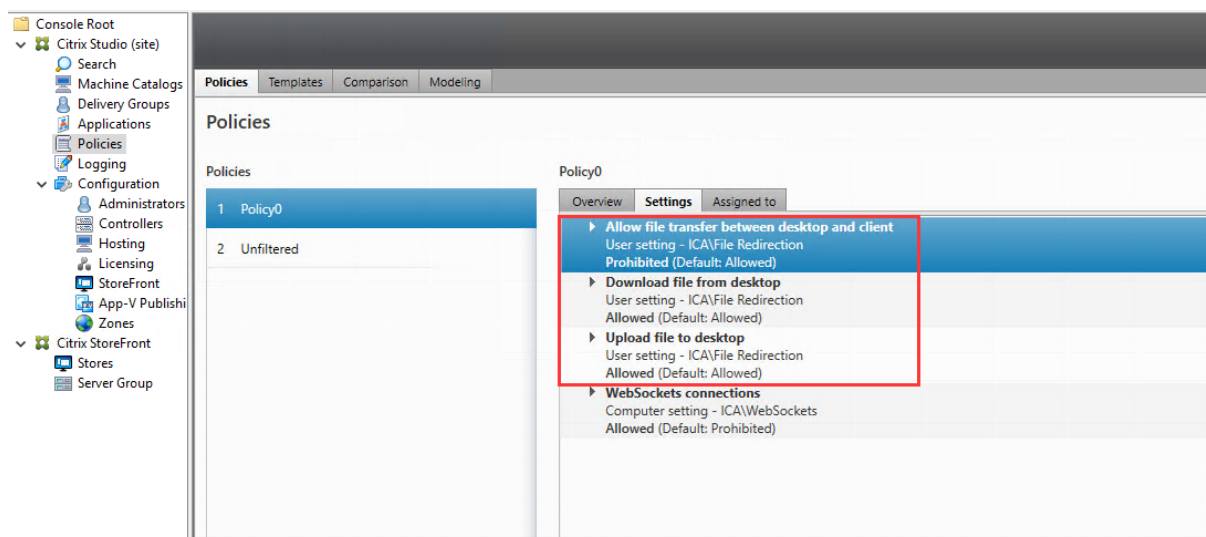 Console Root
Citrix Studio (site)
Search
Machine Catalogs
Delivery Groups
Applications
Policies
Logging
Configuration
Administrators
Controllers
Hosting
Licensing
StoreFront
App-V Publishi
Zones
Citrix StoreFront
Stores
Server Group
Policies Templates Comparison Modeling
Policies
Policies
1 Policy0
2 Unfiltered
Policy0
Overview Settings Assigned to
Allow file transfer between desktop and client
User setting - ICA\File Redirection
Prohibited (Default: Allowed)
Download file from desktop
User setting - ICA\File Redirection
Allowed (Default: Allowed)
Upload file to desktop
User setting - ICA\File Redirection
Allowed (Default: Allowed)
WebSockets connections
Computer setting - ICA\WebSockets
Allowed (Default: Prohibited)